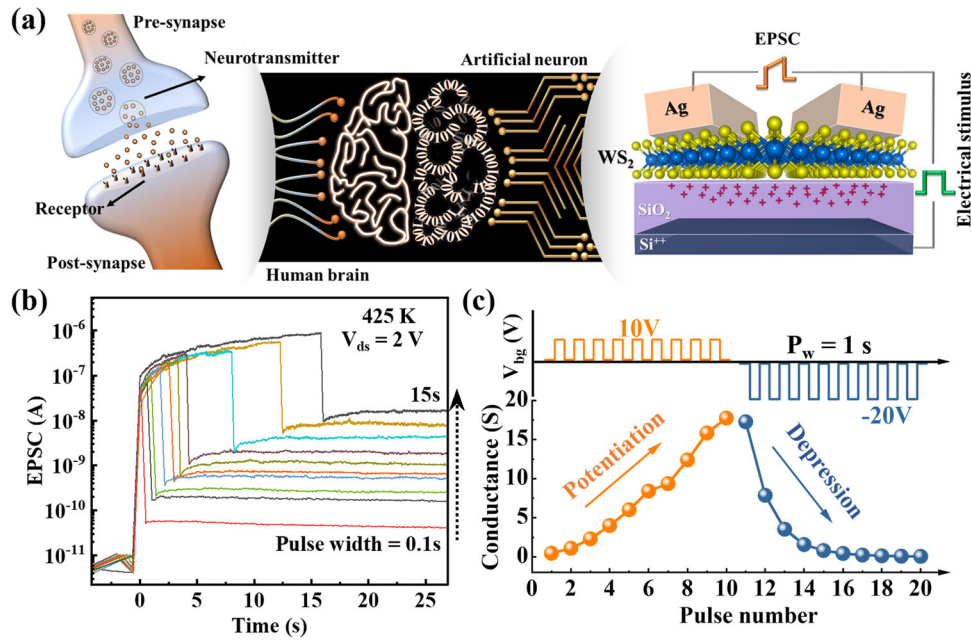 (a)
Pre-synapse
Neurotransmitter
Receptor
Post-synapse
Artificial neuron
Human brain
EPSC
Ag
Ag
WS₂
SiO₂
Si⁺⁺
Electrical stimulus
(b)
425 K
V_ds = 2 V
15s
Pulse width = 0.1s
EPSC (A)
10⁻⁶
10⁻⁷
10⁻⁸
10⁻⁹
10⁻¹⁰
10⁻¹¹
0 5 10 15 20 25
Time (s)
(c)
V_bg (V)
10V
P_w = 1 s
-20V
Conductance (S)
20
15
10
5
0
Potentiation
Depression
0 2 4 6 8 10 12 14 16 18 20
Pulse number